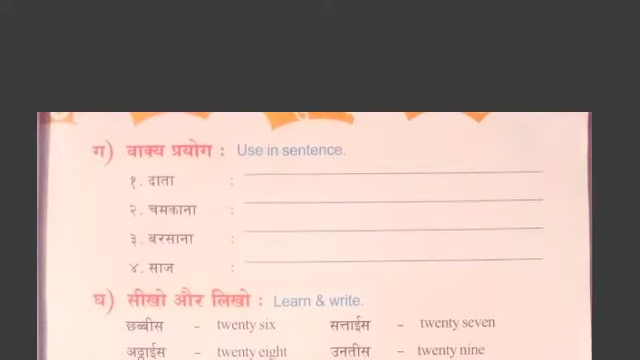 ग) वाक्य प्रयोग : Use in sentence.
१. दाता :
२. चमकाना :
३. बरसाना :
४. साज :
घ) सीखो और लिखो : Learn & write.
छब्बीस – twenty six सत्ताईस – twenty seven
अठ्ठाईस – twenty eight उनतीस – twenty nine